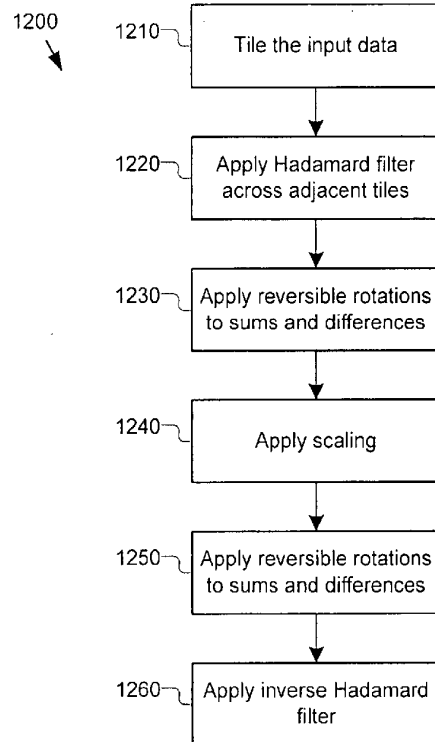 1200
1210
Tile the input data
1220
Apply Hadamard filter
across adjacent tiles
1230
Apply reversible rotations
to sums and differences
1240
Apply scaling
1250
Apply reversible rotations
to sums and differences
1260
Apply inverse Hadamard
filter